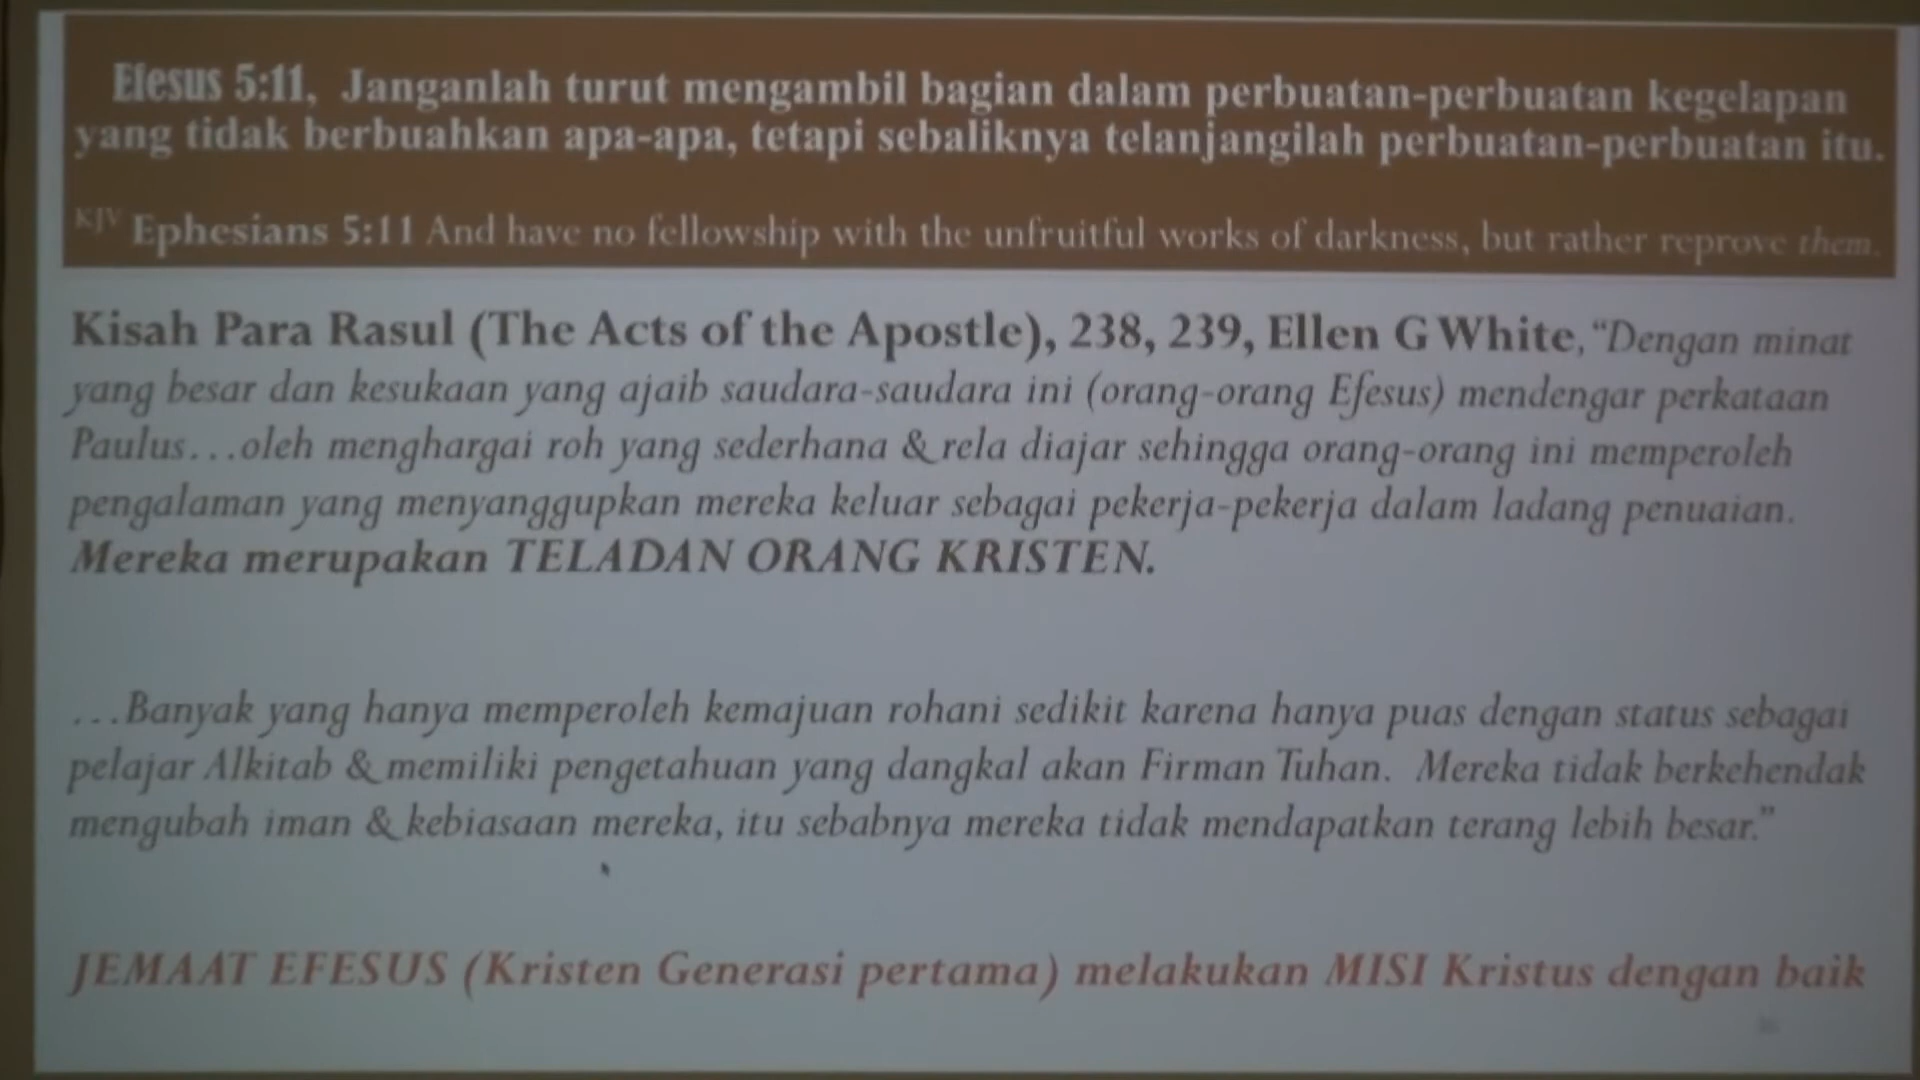 Efesus 5:11, Janganlah turut mengambil bagian dalam perbuatan-perbuatan kegelapan
yang tidak berbuahkan apa-apa, tetapi sebaliknya telanjangilah perbuatan-perbuatan itu.
KJV Ephesians 5:11 And have no fellowship with the unfruitful works of darkness, but rather reprove them.
Kisah Para Rasul (The Acts of the Apostle), 238, 239, Ellen G White, “Dengan minat
yang besar dan kesukaan yang ajaib saudara-saudara ini (orang-orang Efesus) mendengar perkataan
Paulus…oleh menghargai roh yang sederhana & rela diajar sehingga orang-orang ini memperoleh
pengalaman yang menyanggupkan mereka keluar sebagai pekerja-pekerja dalam ladang penuaian.
Mereka merupakan TELADAN ORANG KRISTEN.
…Banyak yang hanya memperoleh kemajuan rohani sedikit karena hanya puas dengan status sebagai
pelajar Alkitab & memiliki pengetahuan yang dangkal akan Firman Tuhan. Mereka tidak berkehendak
mengubah iman & kebiasaan mereka, itu sebabnya mereka tidak mendapatkan terang lebih besar.”
JEMAAT EFESUS (Kristen Generasi pertama) melakukan MISI Kristus dengan baik